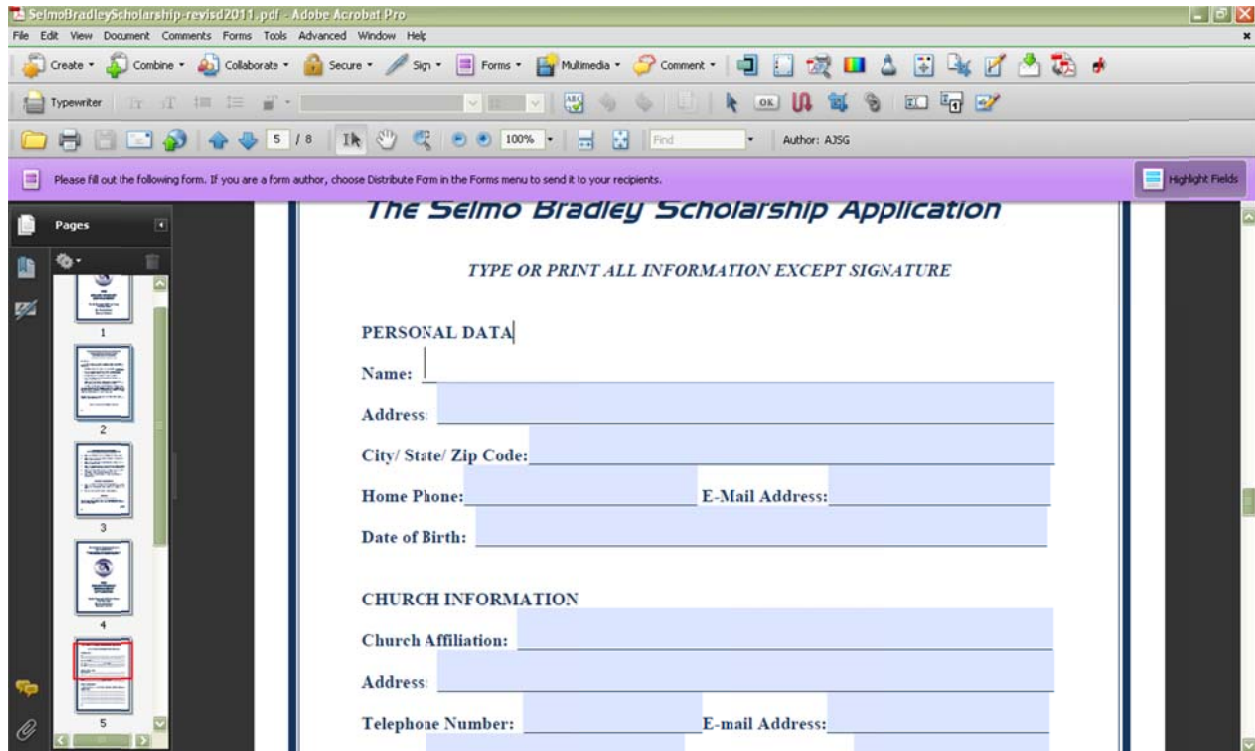 SelmoBradleyScholarship-revisd2011.pdf - Adobe Acrobat Pro
File Edit View Document Comments Forms Tools Advanced Window Help
Create Combine Collaborate Secure Sign Forms Multimedia Comment
Typewriter OK
5 / 8 100% Find Author: AJSG
Please fill out the following form. If you are a form author, choose Distribute Form in the Forms menu to send it to your recipients. Highlight Fields
Pages
1
2
3
4
5
The Selmo Bradley Scholarship Application
TYPE OR PRINT ALL INFORMATION EXCEPT SIGNATURE
PERSONAL DATA
Name:
Address:
City/ State/ Zip Code:
Home Phone: E-Mail Address:
Date of Birth:
CHURCH INFORMATION
Church Affiliation:
Address:
Telephone Number: E-mail Address: